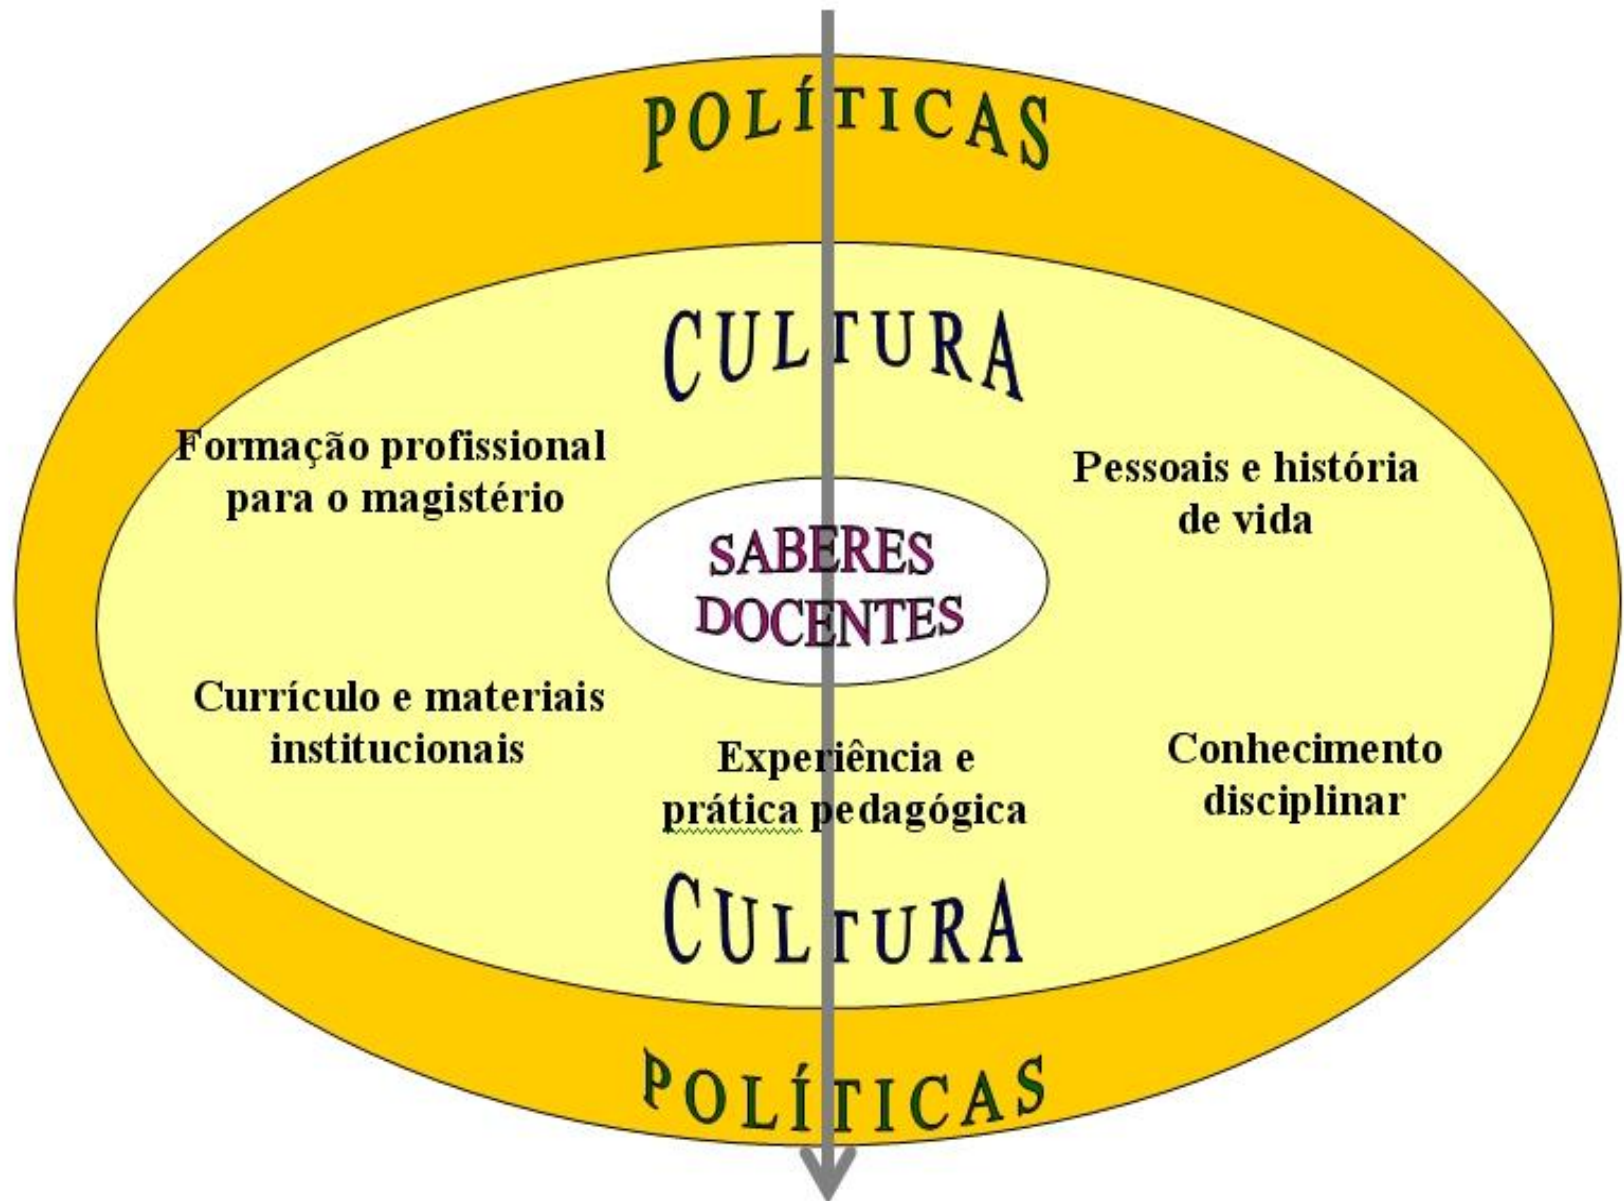 POLÍTICAS
CULTURA
Formação profissional
para o magistério
Pessoais e história
de vida
SABERES
DOCENTES
Currículo e materiais
institucionais
Experiência e
prática pedagógica
Conhecimento
disciplinar
CULTURA
POLÍTICAS